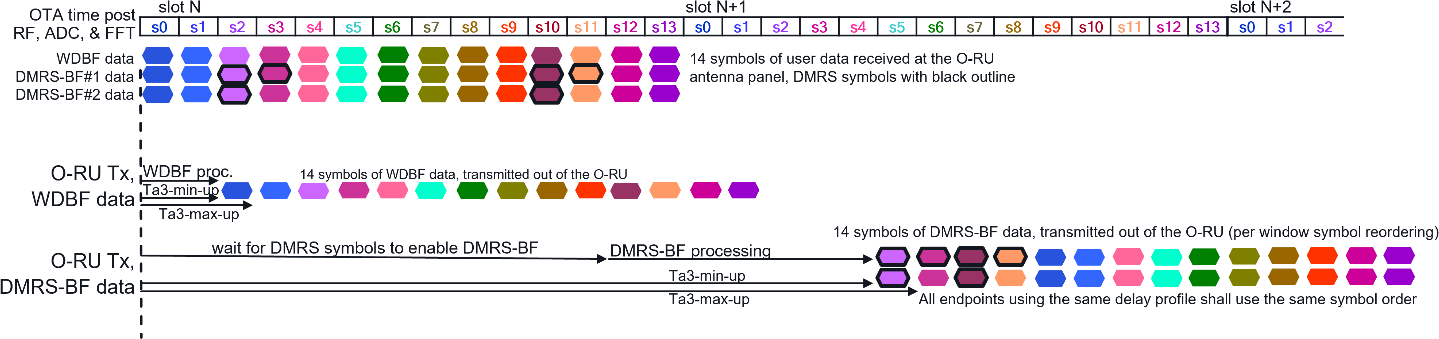 slot N slot N+1 slot N+2
OTA time post
RF, ADC, & FFT
s0 s1 s2 s3 s4 s5 s6 s7 s8 s9 s10 s11 s12 s13 s0 s1 s2 s3 s4 s5 s6 s7 s8 s9 s10 s11 s12 s13 s0 s1 s2
WDBF data
DMRS-BF#1 data
DMRS-BF#2 data
14 symbols of user data received at the O-RU
antenna panel, DMRS symbols with black outline
O-RU Tx,
WDBF data
WDBF proc.
Ta3-min-up
Ta3-max-up
14 symbols of WDBF data, transmitted out of the O-RU
O-RU Tx,
DMRS-BF data
wait for DMRS symbols to enable DMRS-BF
DMRS-BF processing
14 symbols of DMRS-BF data, transmitted out of the O-RU (per window symbol reordering)
Ta3-min-up
Ta3-max-up
All endpoints using the same delay profile shall use the same symbol order